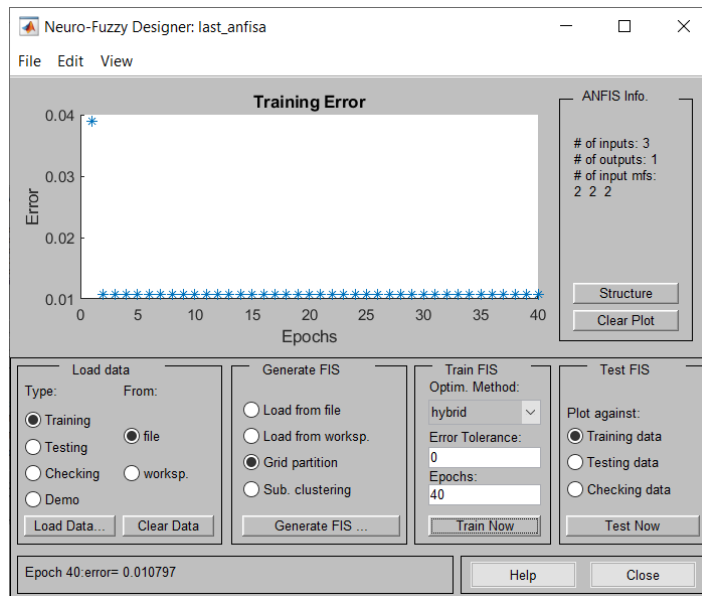 Neuro-Fuzzy Designer: last_anfisa
File Edit View
Training Error
0.04
0.03
0.02
0.01
Error
0 5 10 15 20 25 30 35 40
Epochs
ANFIS Info.
# of inputs: 3
# of outputs: 1
# of input mfs:
2 2 2
Structure
Clear Plot
Load data
Type: From:
Training
file
Testing
Checking
worksp.
Demo
Load Data... Clear Data
Generate FIS
Load from file
Load from worksp.
Grid partition
Sub. clustering
Generate FIS ...
Train FIS
Optim. Method:
hybrid
Error Tolerance:
0
Epochs:
40
Train Now
Test FIS
Plot against:
Training data
Testing data
Checking data
Test Now
Epoch 40:error= 0.010797
Help
Close